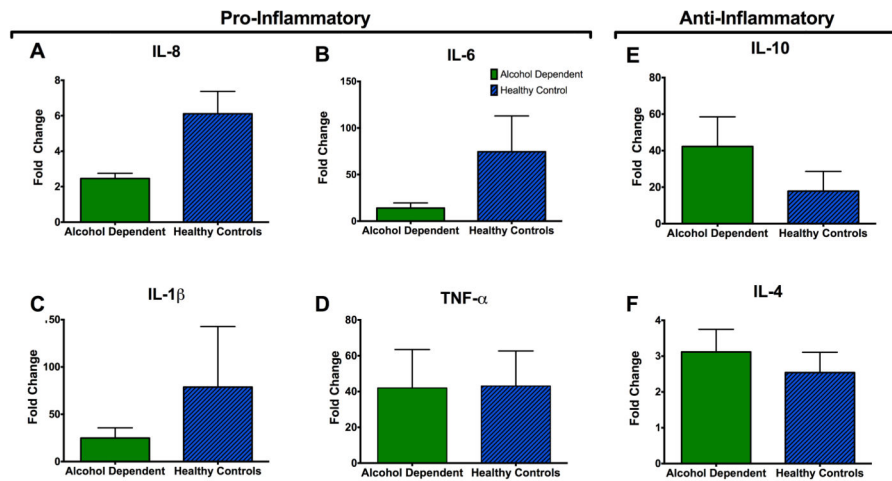 Pro-Inflammatory
Anti-Inflammatory
A
IL-8
Fold Change
8
6
4
2
0
Alcohol Dependent
Healthy Controls
B
IL-6
Alcohol Dependent
Healthy Control
Fold Change
150
100
50
0
Alcohol Dependent
Healthy Controls
E
IL-10
Fold Change
80
60
40
20
0
Alcohol Dependent
Healthy Controls
C
IL-1β
Fold Change
150
100
50
0
Alcohol Dependent
Healthy Controls
D
TNF-α
Fold Change
80
60
40
20
0
Alcohol Dependent
Healthy Controls
F
IL-4
Fold Change
4
3
2
1
0
Alcohol Dependent
Healthy Controls